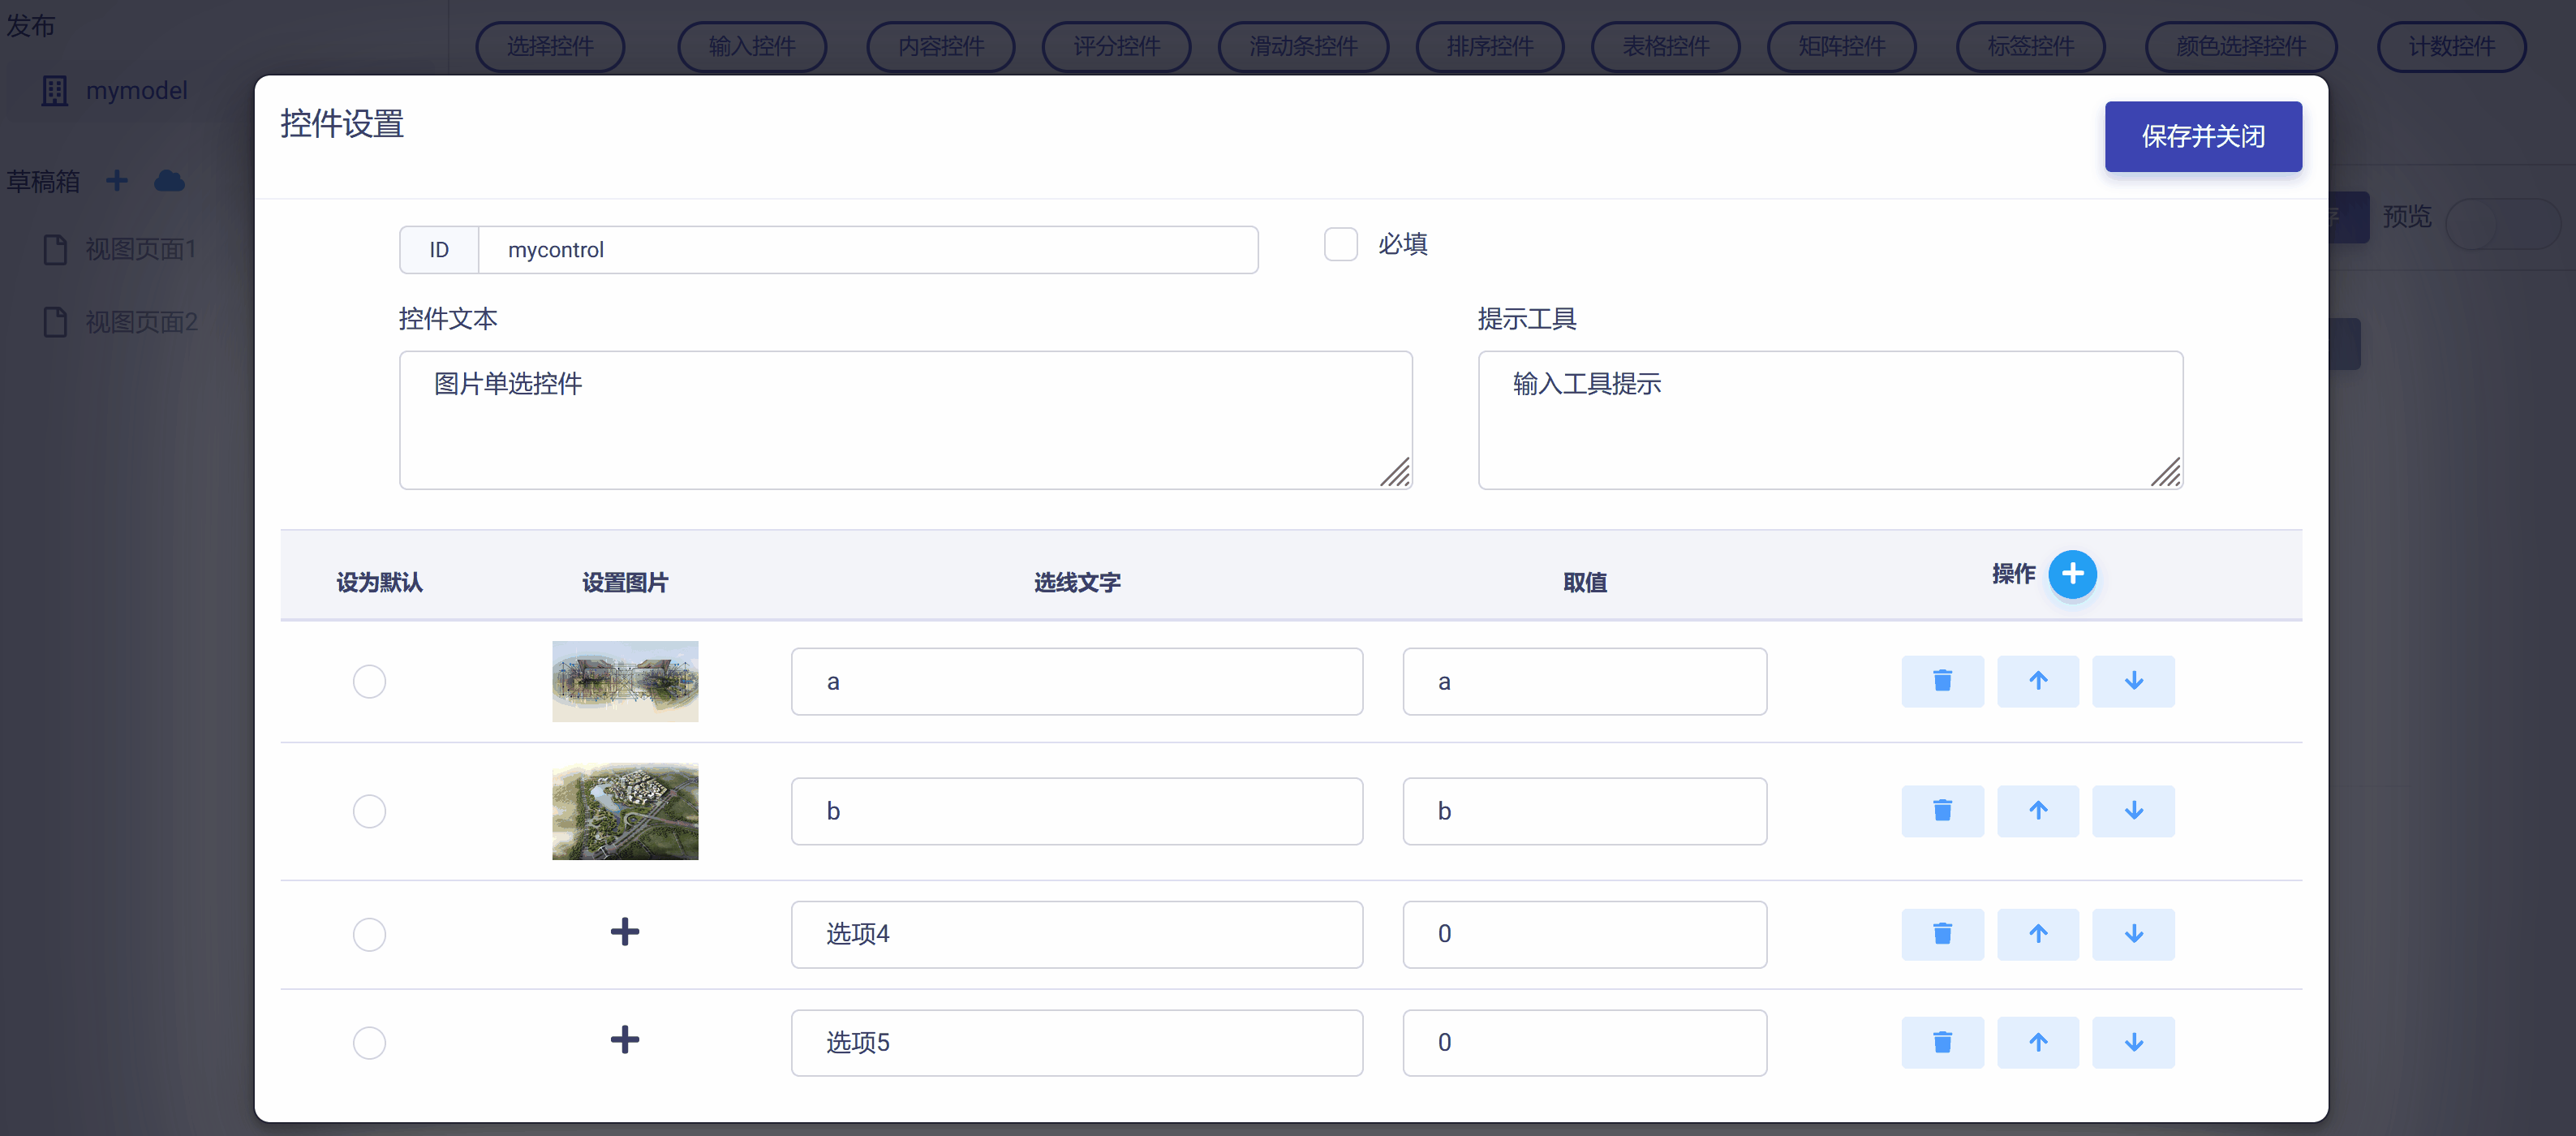 发布
选择控件 输入控件 内容控件 评分控件 滑动条控件 排序控件 表格控件 矩阵控件 标签控件 颜色选择控件 计数控件
mymodel
控件设置
保存并关闭
草稿箱
预览
视图页面1
视图页面2
ID mycontrol
必填
控件文本
提示工具
图片单选控件
输入工具提示
设为默认 设置图片 选线文字 取值 操作
a a
b b
选项4 0
选项5 0